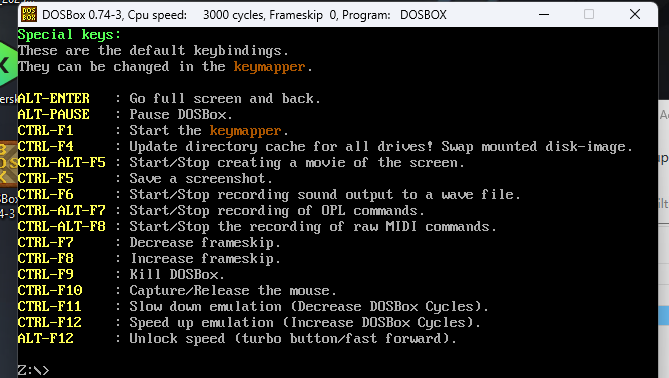 DOSBox 0.74-3, Cpu speed: 3000 cycles, Frameskip 0, Program: DOSBOX
Special keys:
These are the default keybindings.
They can be changed in the keymapper.
ALT-ENTER : Go full screen and back.
ALT-PAUSE : Pause DOSBox.
CTRL-F1 : Start the keymapper.
CTRL-F4 : Update directory cache for all drives! Swap mounted disk-image.
CTRL-ALT-F5 : Start/Stop creating a movie of the screen.
CTRL-F5 : Save a screenshot.
CTRL-F6 : Start/Stop recording sound output to a wave file.
CTRL-ALT-F7 : Start/Stop recording of OPL commands.
CTRL-ALT-F8 : Start/Stop the recording of raw MIDI commands.
CTRL-F7 : Decrease frameskip.
CTRL-F8 : Increase frameskip.
CTRL-F9 : Kill DOSBox.
CTRL-F10 : Capture/Release the mouse.
CTRL-F11 : Slow down emulation (Decrease DOSBox Cycles).
CTRL-F12 : Speed up emulation (Increase DOSBox Cycles).
ALT-F12 : Unlock speed (turbo button/fast forward).
Z:\>